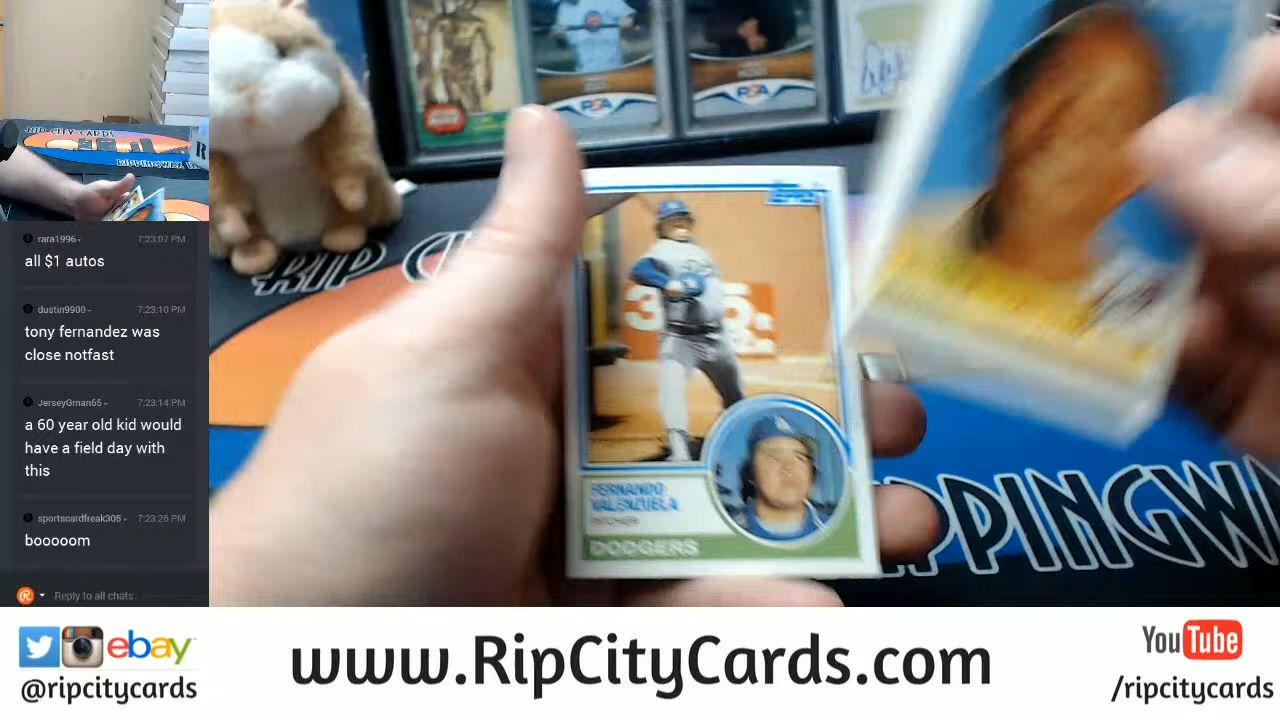 RIP CITY CARDS
RIPPINGWAX
R
rara1996
7:23:07 PM
all $1 autos
dustin9900
7:23:10 PM
tony fernandez was
close notfast
JerseyGman65
7:23:14 PM
a 60 year old kid would
have a field day with
this
sportscardfreak305
7:23:26 PM
booooom
Reply to all chats
PSA
PSA
RIP C
IPPINGWAX
TOPPS
FERNANDO
VALENZUELA
PITCHER
DODGERS
ebay
@ripcitycards
www.RipCityCards.com
YouTube
/ripcitycards